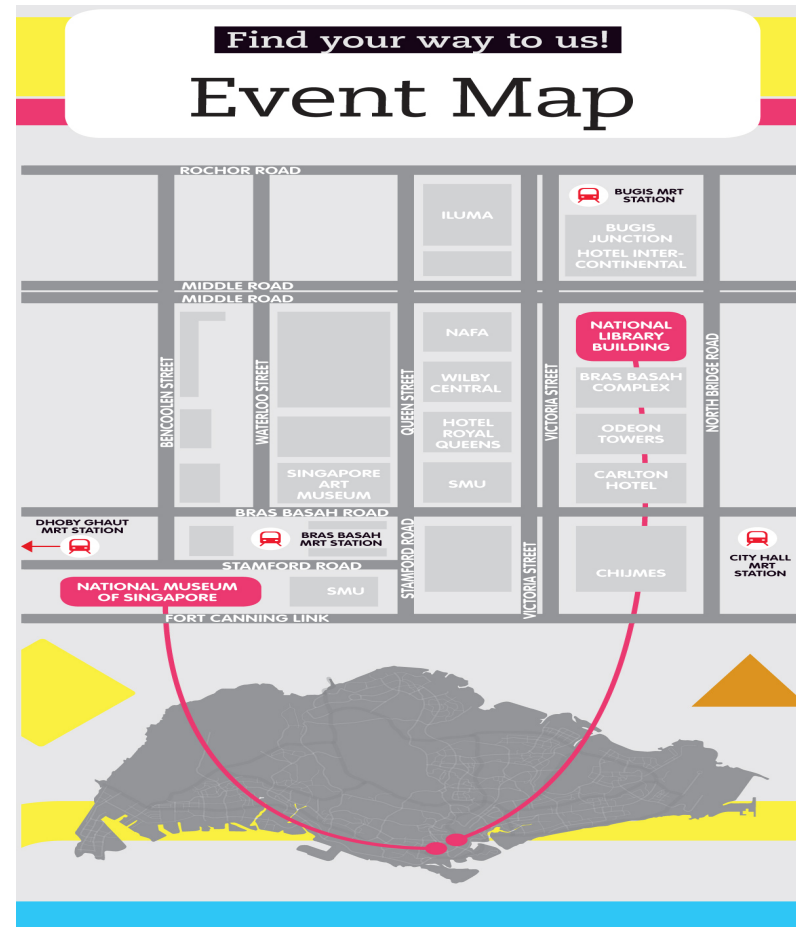 Find your way to us!
Event Map
ROCHOR ROAD
BUGIS MRT
STATION
ILUMA
BUGIS
JUNCTION
HOTEL INTER-
CONTINENTAL
MIDDLE ROAD
MIDDLE ROAD
BENCOOLEN STREET
WATERLOO STREET
QUEEN STREET
VICTORIA STREET
NORTH BRIDGE ROAD
NAFA
NATIONAL
LIBRARY
BUILDING
WILBY
CENTRAL
BRAS BASAH
COMPLEX
HOTEL
ROYAL
QUEENS
ODEON
TOWERS
SINGAPORE
ART
MUSEUM
SMU
CARLTON
HOTEL
BRAS BASAH ROAD
DHOBY GHAUT
MRT STATION
BRAS BASAH
MRT STATION
STAMFORD ROAD
VICTORIA STREET
CITY HALL
MRT
STATION
STAMFORD ROAD
CHIJMES
NATIONAL MUSEUM
OF SINGAPORE
SMU
FORT CANNING LINK